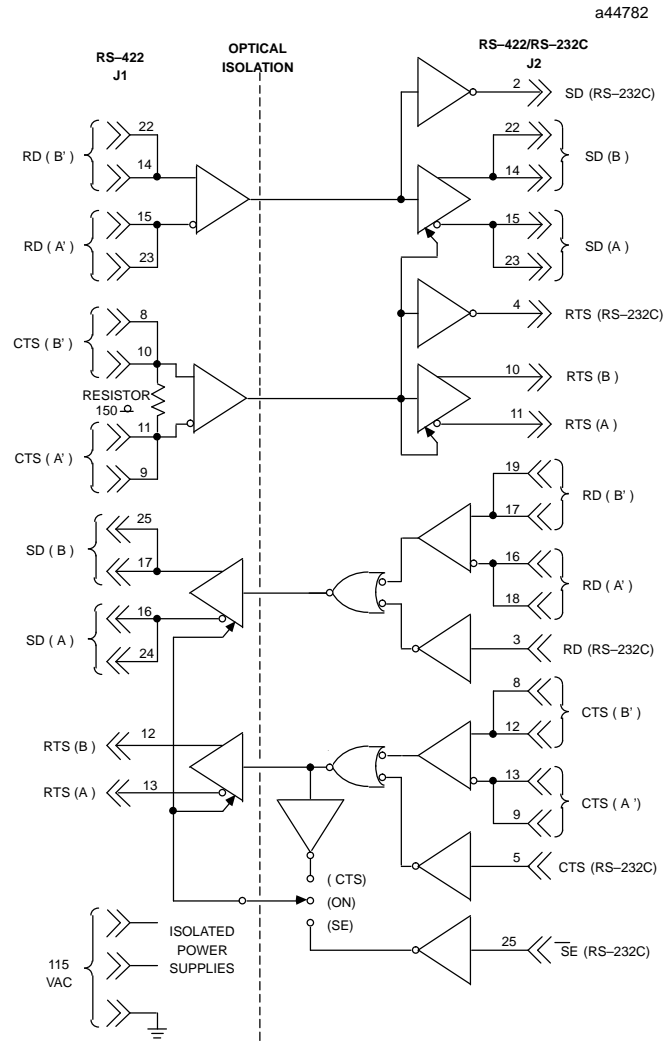 a44782
RS–422
J1
OPTICAL
ISOLATION
RS–422/RS–232C
J2
2
SD (RS–232C)
22
RD ( B' )
14
22
SD (B)
14
15
RD ( A' )
23
15
SD (A)
23
8
CTS ( B' )
10
4
RTS (RS–232C)
RESISTOR
150
10
RTS (B)
11
CTS ( A' )
9
11
RTS (A)
19
RD ( B' )
17
25
SD ( B )
17
16
RD ( A' )
18
16
SD ( A )
24
3
RD (RS–232C)
8
CTS ( B' )
12
12
RTS (B )
13
RTS (A )
13
CTS ( A ' )
9
5
CTS (RS–232C)
( CTS)
(ON)
(SE)
25
SE (RS–232C)
115
VAC
ISOLATED
POWER
SUPPLIES